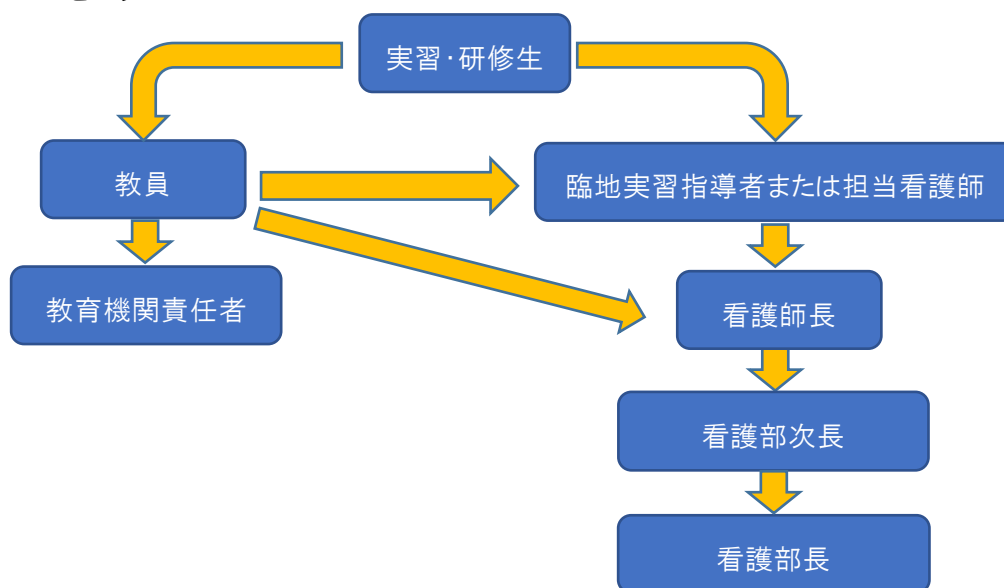 実習・研修生
教員
臨地実習指導者または担当看護師
教育機関責任者
看護師長
看護部次長
看護部長